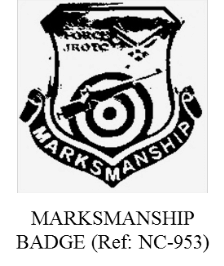 FORCE
JROTC
MARKSMANSHIP
MARKSMANSHIP
BADGE (Ref: NC-953)